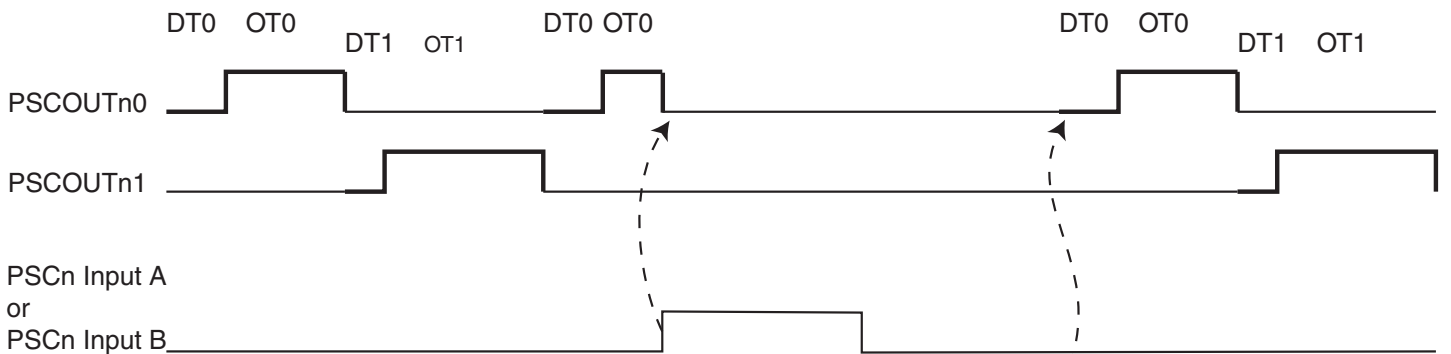 DT0 OT0 DT0 OT0 DT0 OT0
DT1 OT1 DT1 OT1
PSCOUTn0
PSCOUTn1
PSCn Input A
or
PSCn Input B